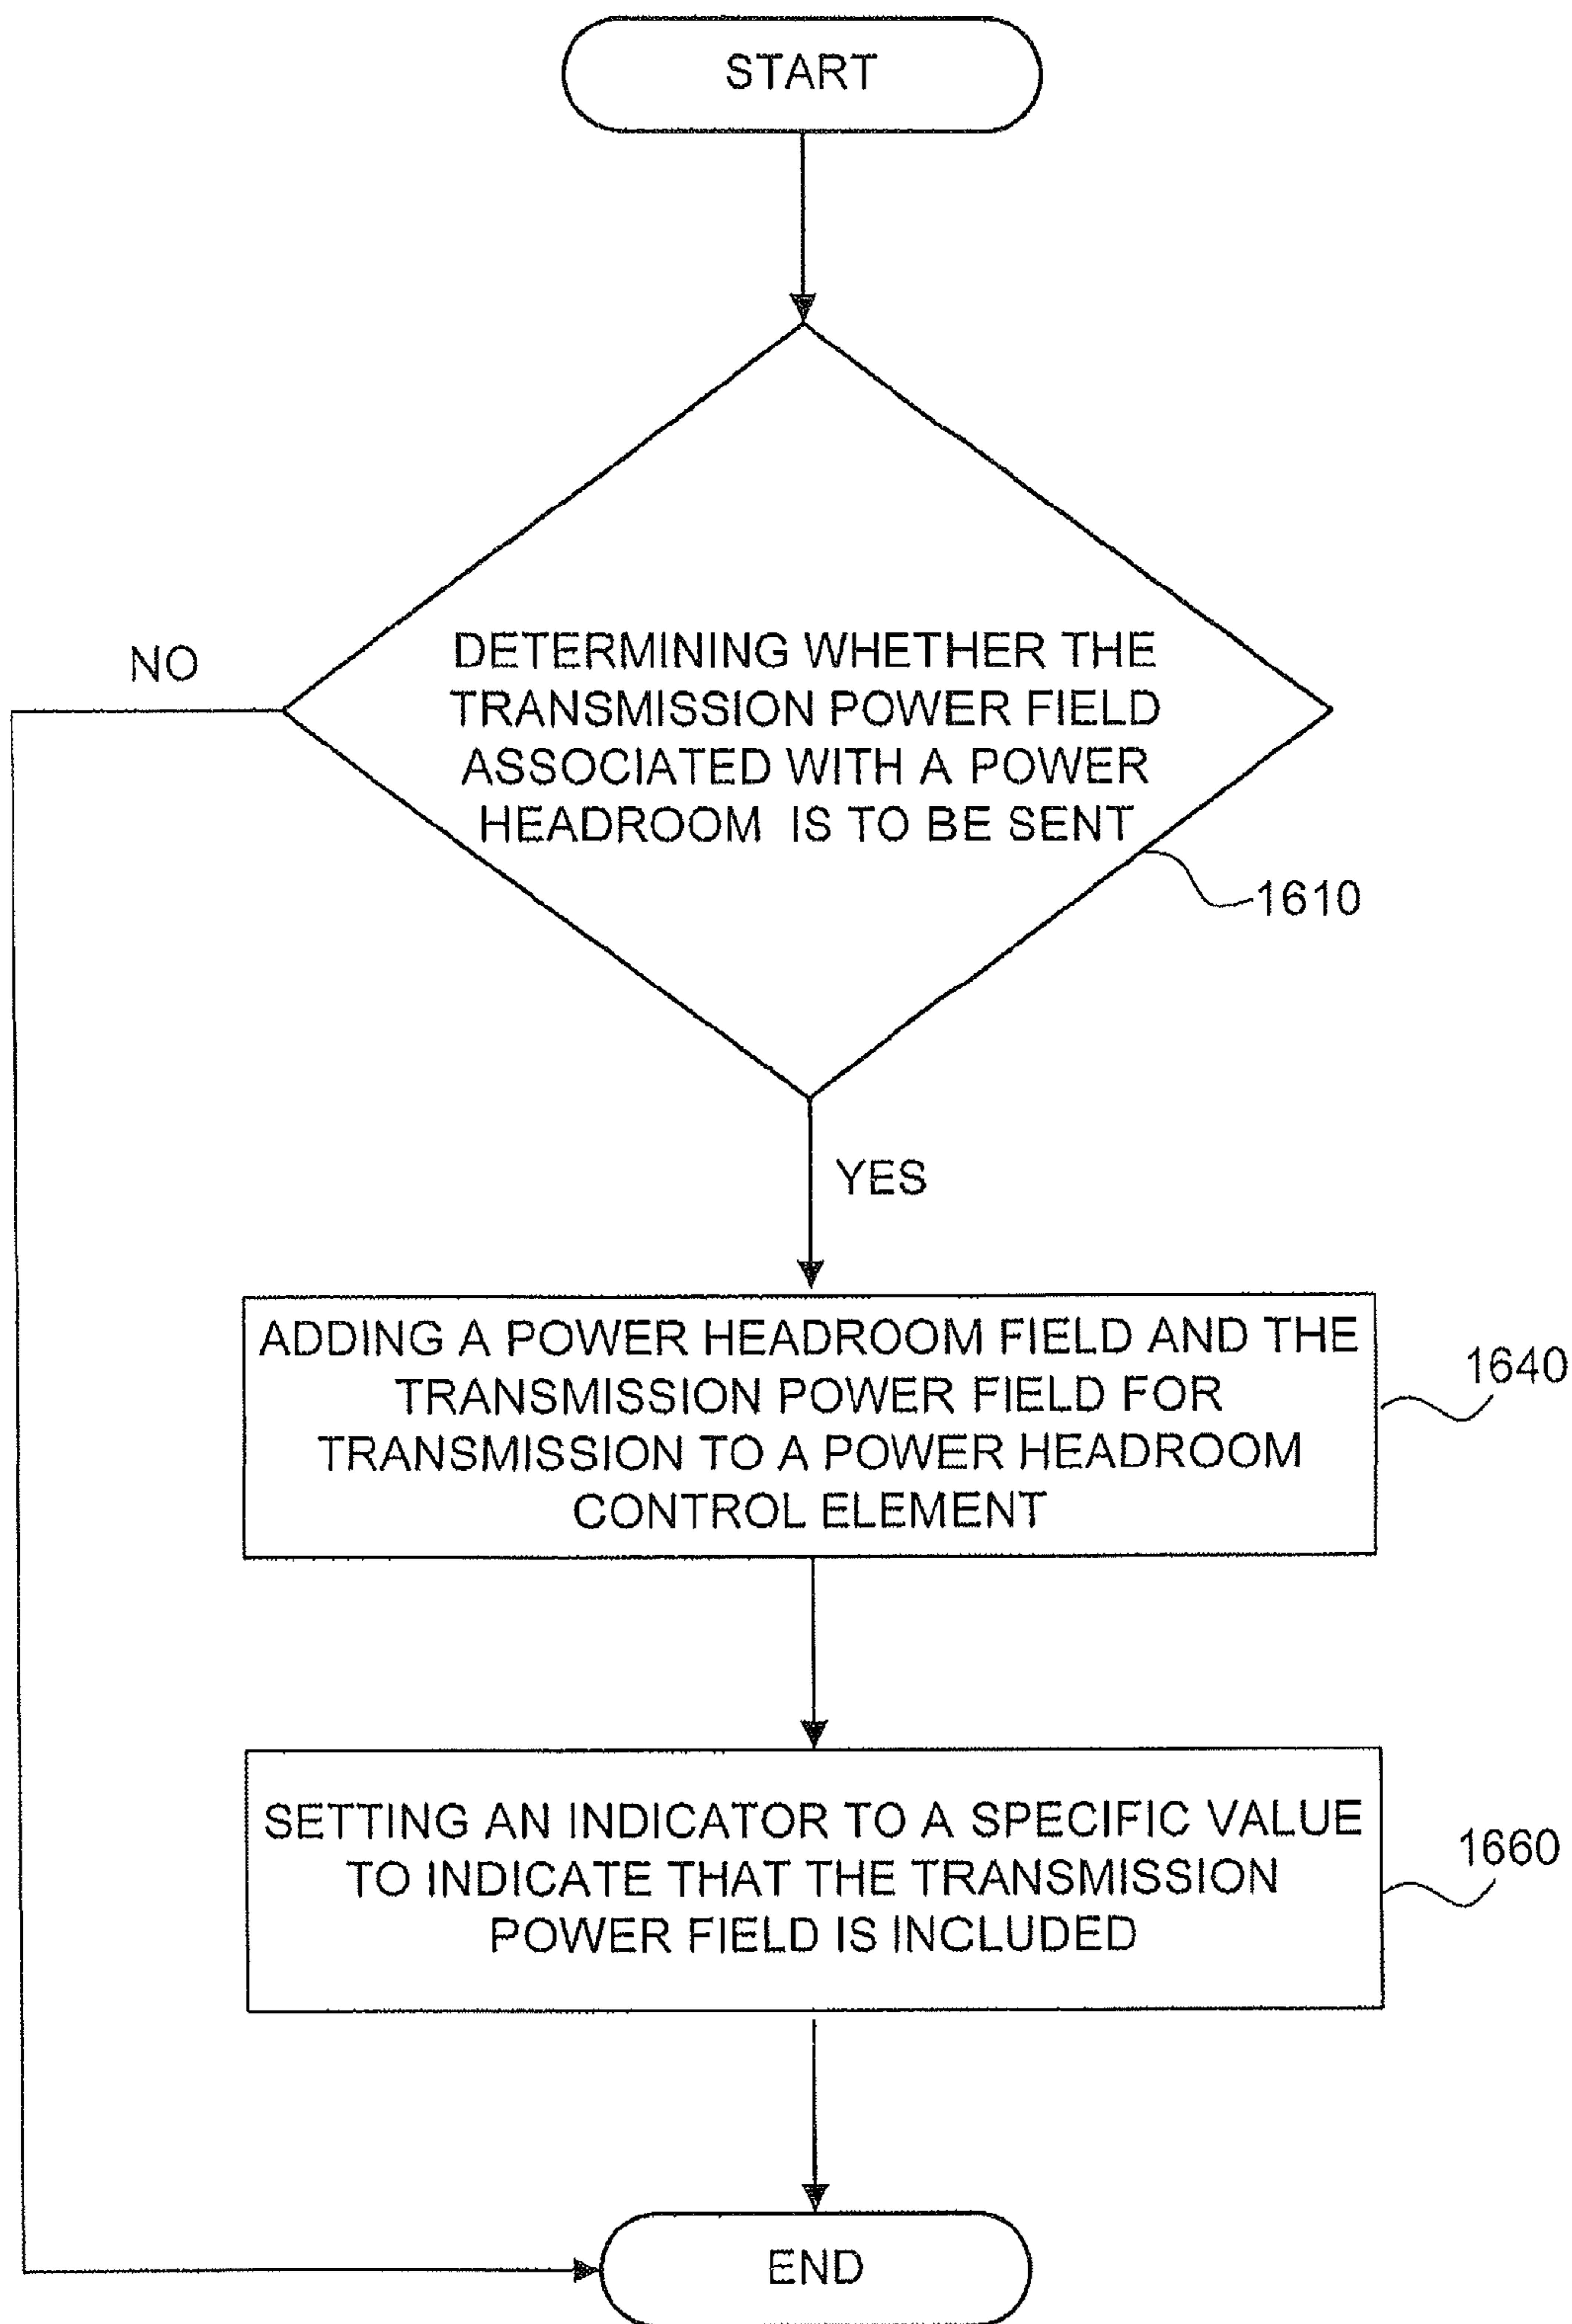 START
NO
DETERMINING WHETHER THE
TRANSMISSION POWER FIELD
ASSOCIATED WITH A POWER
HEADROOM IS TO BE SENT
1610
YES
ADDING A POWER HEADROOM FIELD AND THE
TRANSMISSION POWER FIELD FOR
TRANSMISSION TO A POWER HEADROOM
CONTROL ELEMENT
1640
SETTING AN INDICATOR TO A SPECIFIC VALUE
TO INDICATE THAT THE TRANSMISSION
POWER FIELD IS INCLUDED
1660
END